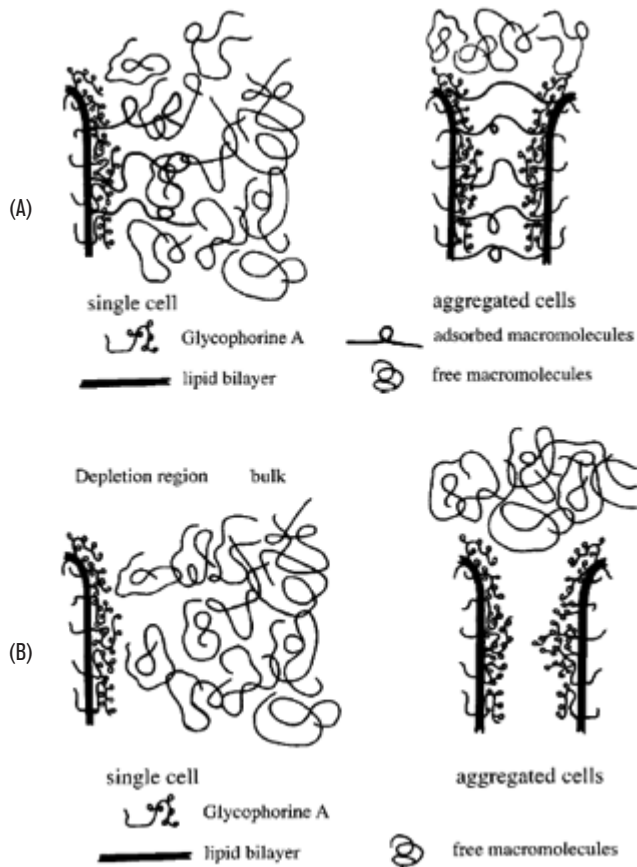 (A)
single cell
aggregated cells
Glycophorine A
adsorbed macromolecules
lipid bilayer
free macromolecules
Depletion region bulk
(B)
single cell
aggregated cells
Glycophorine A
lipid bilayer
free macromolecules